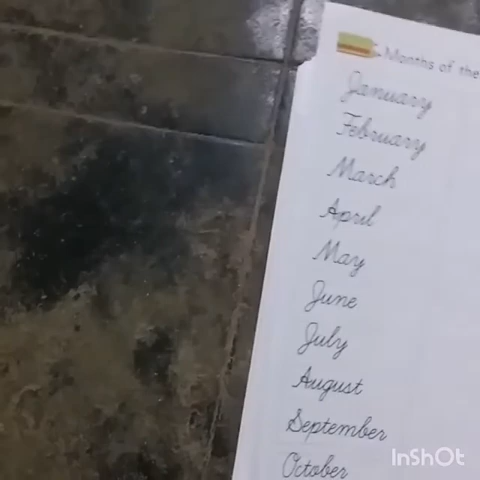 Months of the
January
February
March
April
May
June
July
August
September
October
InShOt